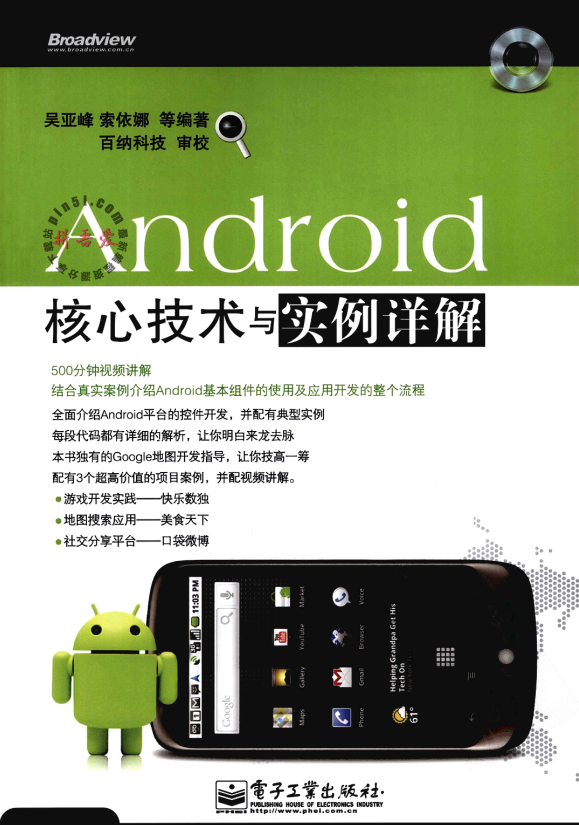 Broadview
www.broadview.com.cn
吴亚峰 索依娜 等编著
百纳科技 审校
pin5i.com
拼吾爱
Android
核心技术与实例详解
500分钟视频讲解
结合真实案例介绍Android基本组件的使用及应用开发的整个流程
全面介绍Android平台的控件开发，并配有典型实例
每段代码都有详细的解析，让你明白来龙去脉
本书独有的Google地图开发指导，让你技高一筹
配有3个超高价值的项目案例，并配视频讲解。
●游戏开发实践——快乐数独
●地图搜索应用——美食天下
●社交分享平台——口袋微博
11:03 PM
Google
Market
YouTube
Gallery
Maps
Voice
Browser
Gmail
Phone
Helping Grandpa Get His
Tech On
61°
電子工業出版社·
PUBLISHING HOUSE OF ELECTRONICS INDUSTRY
http://www.phei.com.cn